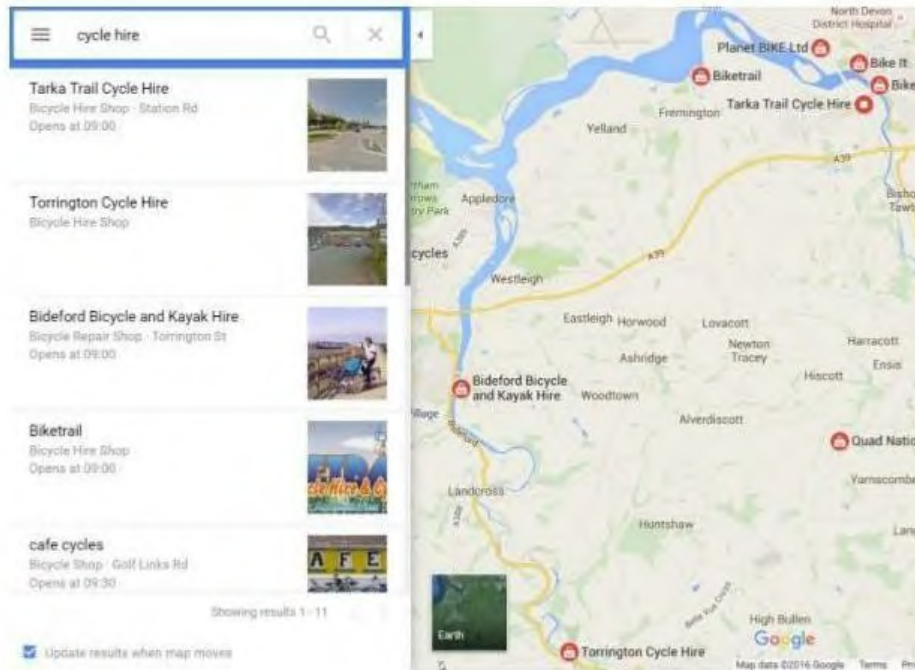 cycle hire
Tarka Trail Cycle Hire
Bicycle Hire Shop · Station Rd
Opens at 09:00
Torrington Cycle Hire
Bicycle Hire Shop
Bideford Bicycle and Kayak Hire
Bicycle Repair Shop · Torrington St
Opens at 09:00
Biketrail
Bicycle Hire Shop
Opens at 09:00
cafe cycles
Bicycle Shop · Golf Links Rd
Opens at 09:30
AFE
Showing results 1 - 11
Update results when map moves
North Devon
District Hospital
Planet BIKE Ltd
Bike It
Biketrail
Bike
Tarka Trail Cycle Hire
Fremington
Yelland
A39
Appledore
cycles
A39
Westleigh
Eastleigh
Horwood
Lovacott
Newton
Tracey
Harracott
Ashridge
Ensis
Hiscott
Bideford Bicycle
and Kayak Hire
Woodtown
Alverdiscott
Bideford
Quad Natio
Yarnscombe
Landcross
Huntshaw
Earth
High Bullen
Google
Torrington Cycle Hire
Map data ©2016 Google
Terms